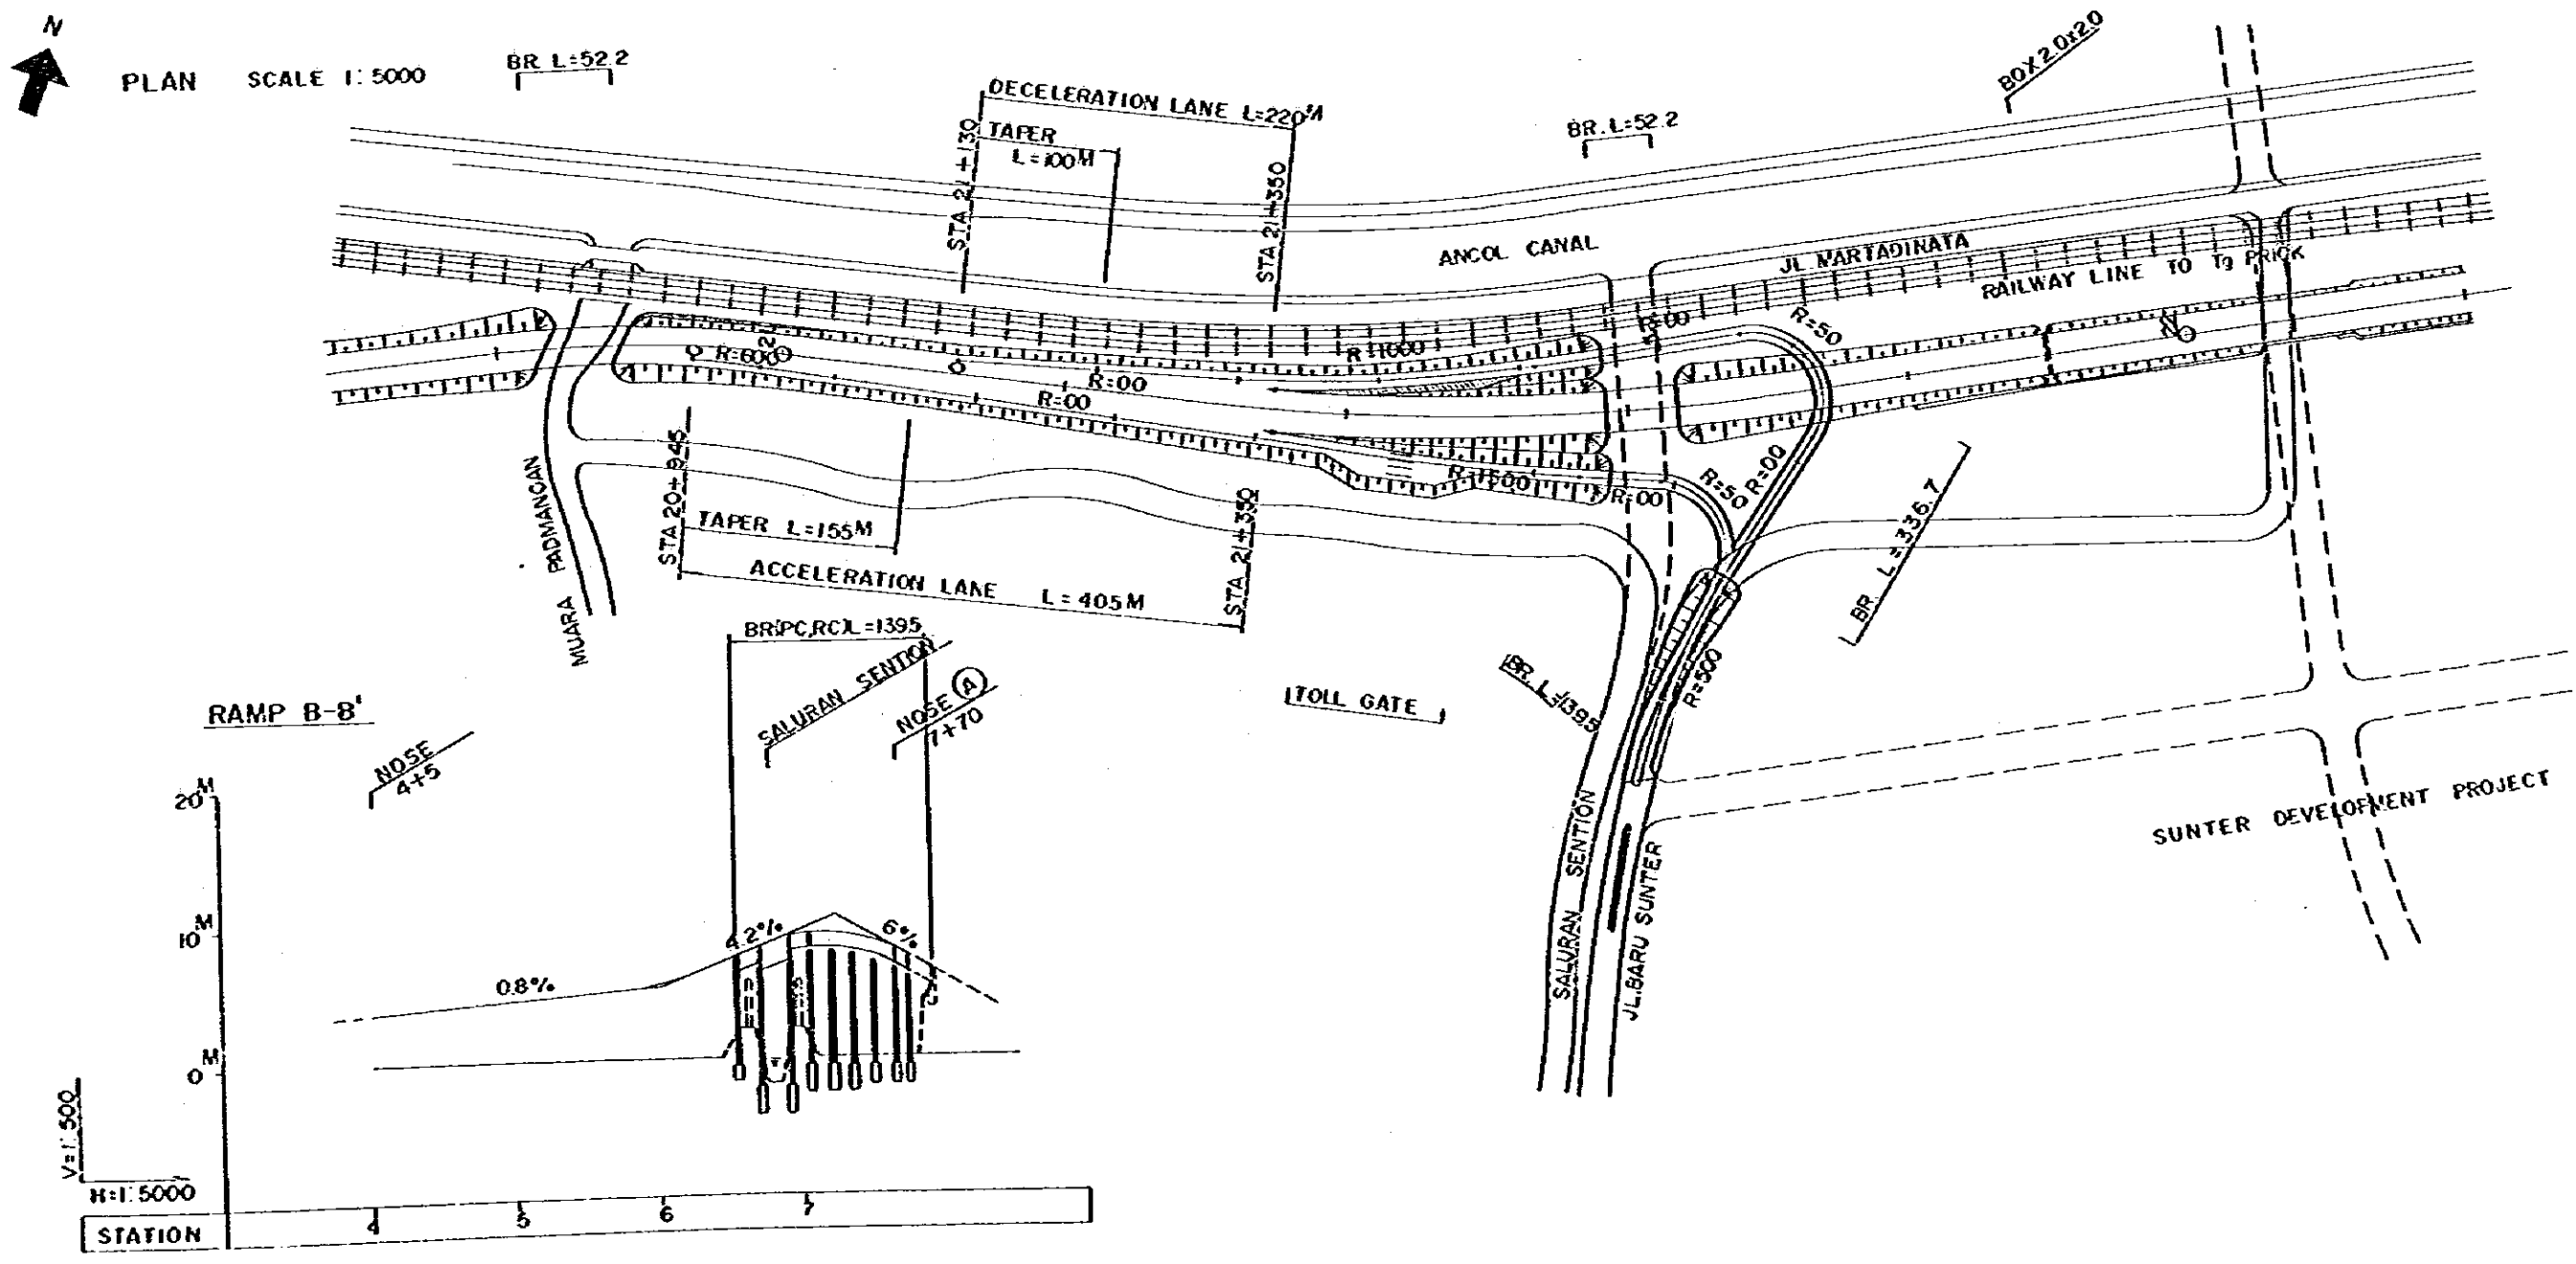 N
PLAN SCALE 1:5000
BR L=52.2
DECELERATION LANE L=220M
TAPER
L=100M
STA 21+130
STA 21+350
BR. L=52.2
BOX 2.0x2.0
ANCOL CANAL
JL. MARTADINATA
RAILWAY LINE TO Tg PRIOK
R=600
R=00
R=00
R=1000
R=00
R=50
R=1500
R=00
R=50
R=00
MUARA PADMANGAN
STA 20+945
TAPER L=155M
ACCELERATION LANE L=405M
STA 21+350
BR L=336.7
BR(PC,RC)L=139.5
SALURAN SENTION
NOSE A
7+70
TOLL GATE
BR. L=139.5
R=500
RAMP B-B'
NOSE
4+5
SALURAN SENTION
JL.BARU SUNTER
SUNTER DEVELOPMENT PROJECT
20M
10M
0M
0.8%
4.2%
6%
V=1:500
H=1:5000
STATION
4 5 6 7